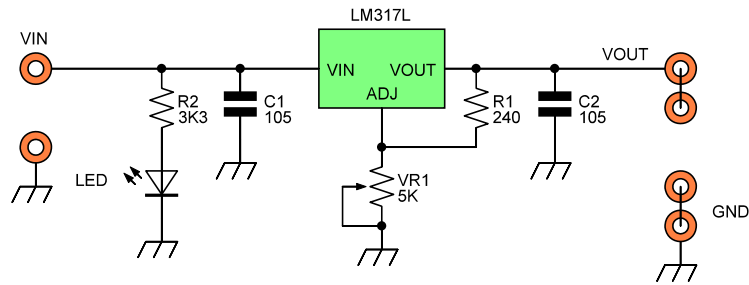 LM317L
VIN
VOUT
VIN
VOUT
ADJ
R2
3K3
C1
105
R1
240
C2
105
LED
VR1
5K
GND